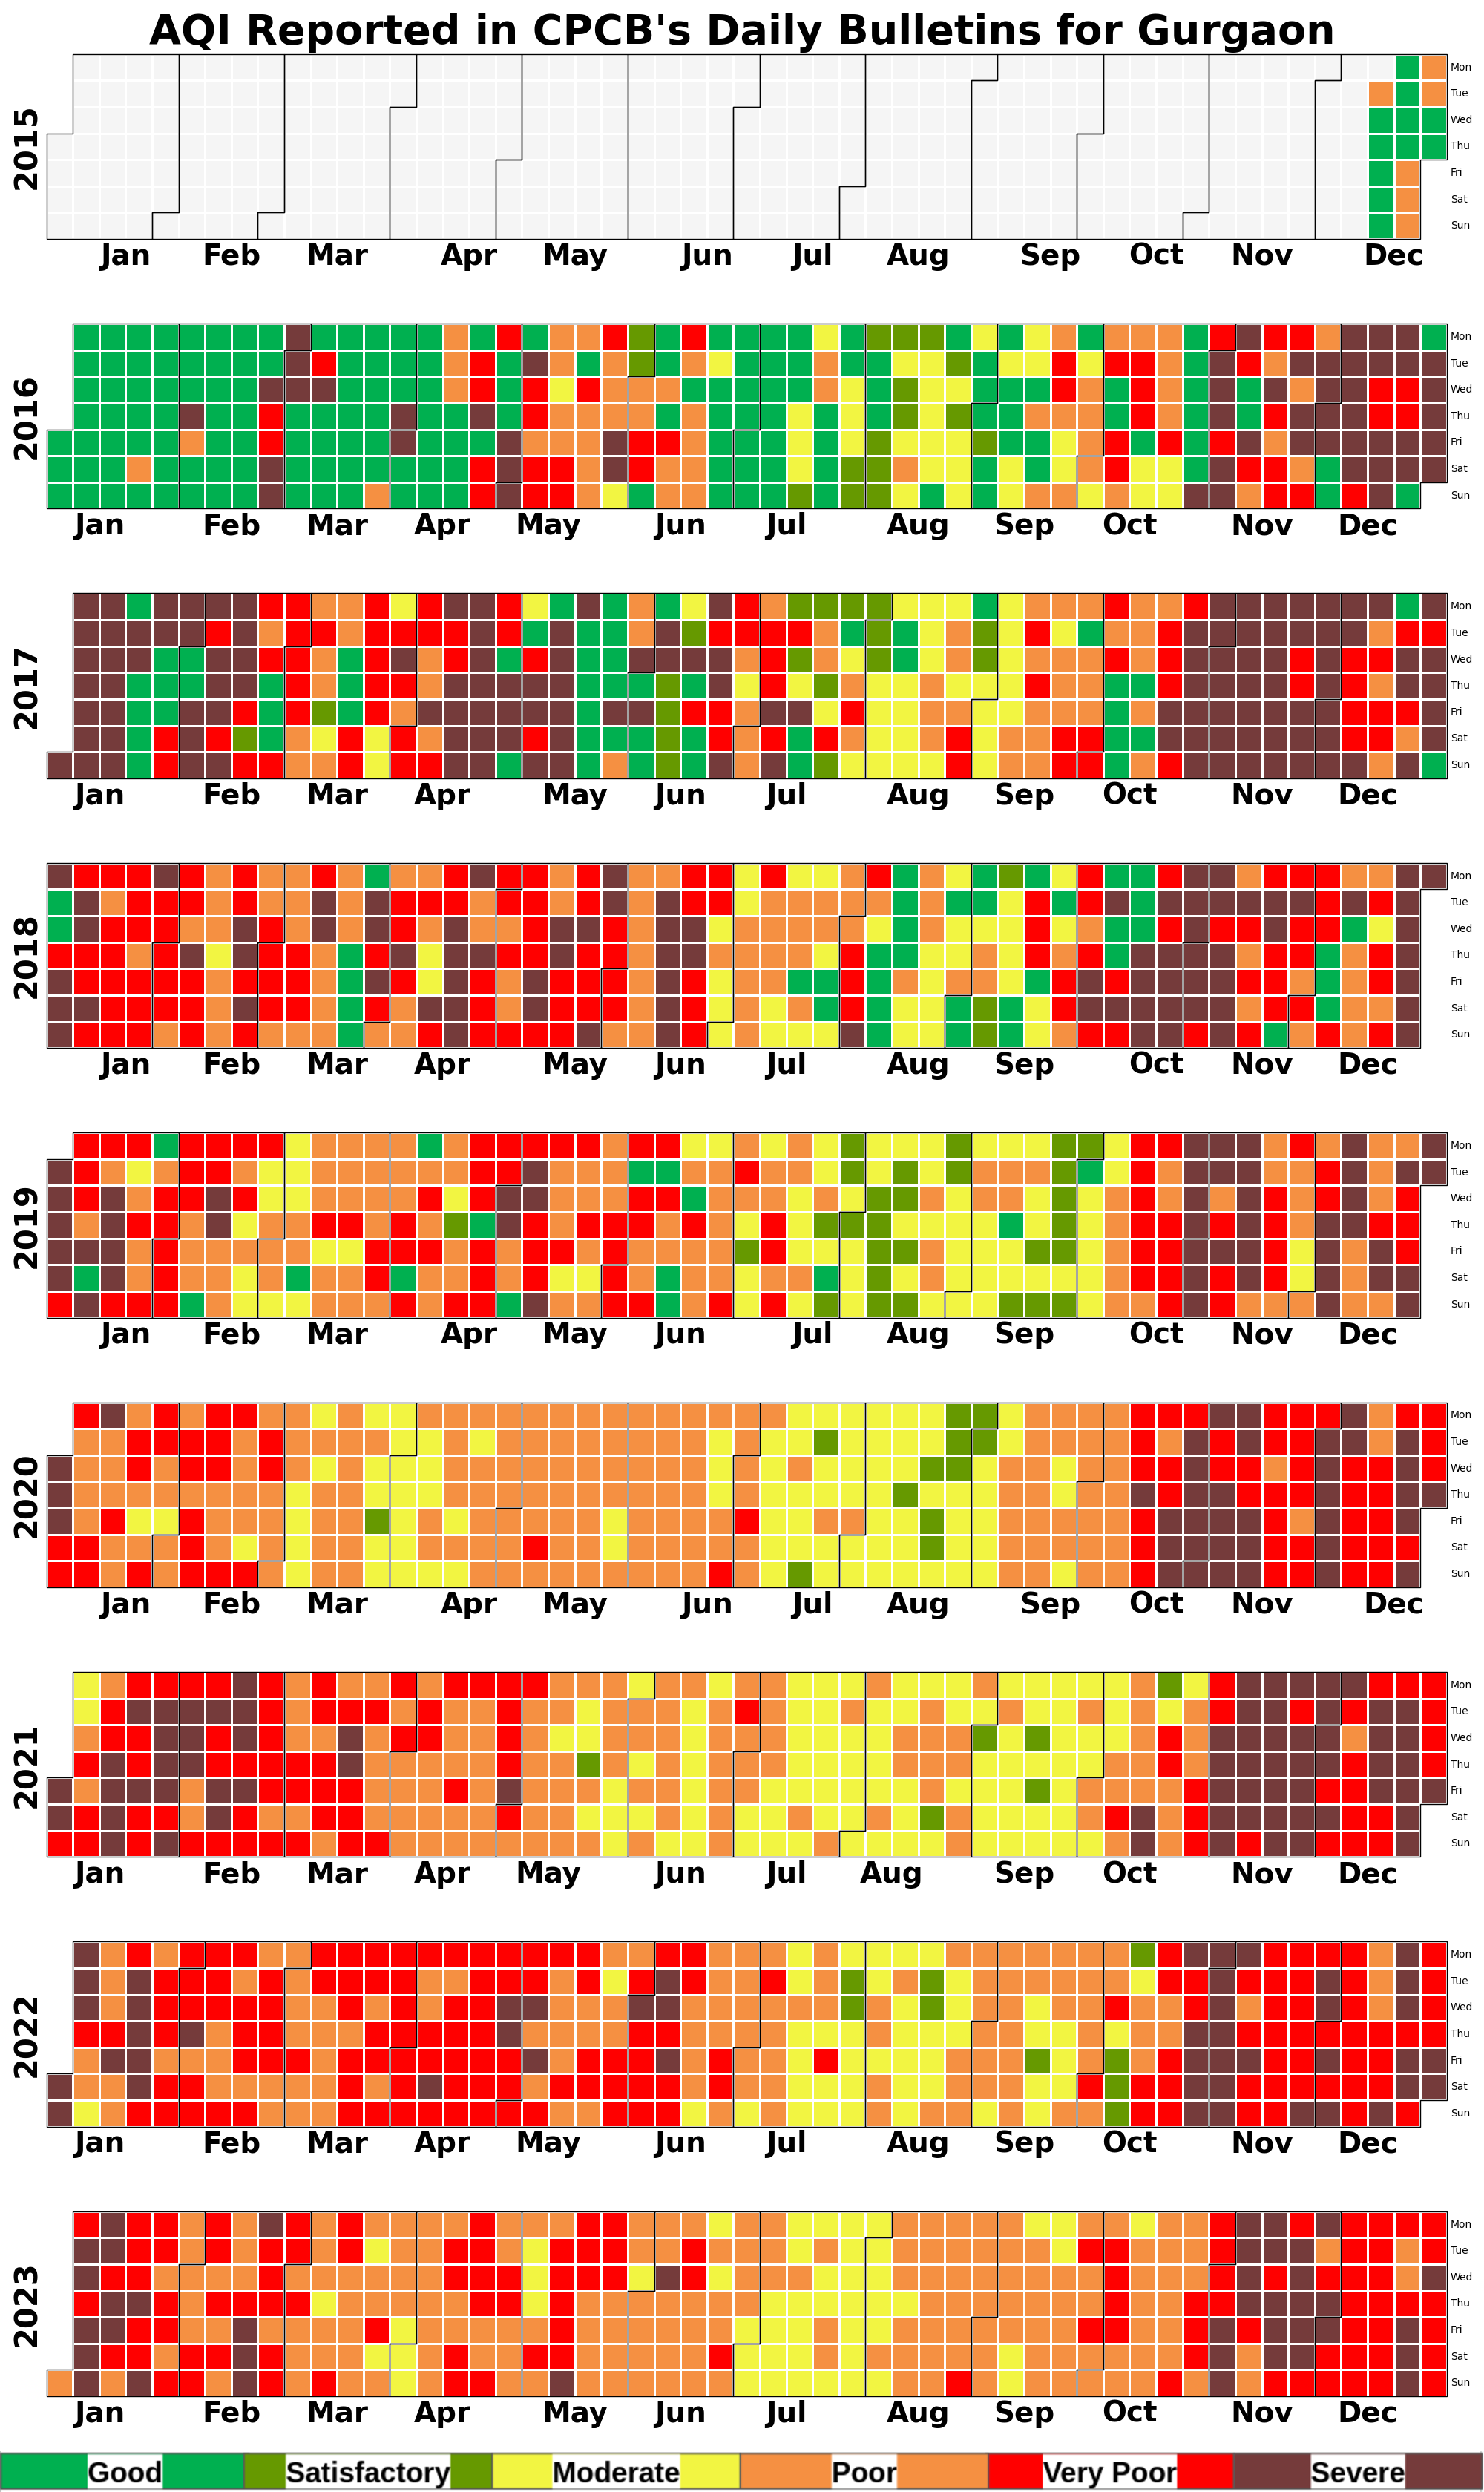 AQI Reported in CPCB's Daily Bulletins for Gurgaon
2015
Mon
Tue
Wed
Thu
Fri
Sat
Sun
Jan Feb Mar Apr May Jun Jul Aug Sep Oct Nov Dec
2016
Mon
Tue
Wed
Thu
Fri
Sat
Sun
Jan Feb Mar Apr May Jun Jul Aug Sep Oct Nov Dec
2017
Mon
Tue
Wed
Thu
Fri
Sat
Sun
Jan Feb Mar Apr May Jun Jul Aug Sep Oct Nov Dec
2018
Mon
Tue
Wed
Thu
Fri
Sat
Sun
Jan Feb Mar Apr May Jun Jul Aug Sep Oct Nov Dec
2019
Mon
Tue
Wed
Thu
Fri
Sat
Sun
Jan Feb Mar Apr May Jun Jul Aug Sep Oct Nov Dec
2020
Mon
Tue
Wed
Thu
Fri
Sat
Sun
Jan Feb Mar Apr May Jun Jul Aug Sep Oct Nov Dec
2021
Mon
Tue
Wed
Thu
Fri
Sat
Sun
Jan Feb Mar Apr May Jun Jul Aug Sep Oct Nov Dec
2022
Mon
Tue
Wed
Thu
Fri
Sat
Sun
Jan Feb Mar Apr May Jun Jul Aug Sep Oct Nov Dec
2023
Mon
Tue
Wed
Thu
Fri
Sat
Sun
Jan Feb Mar Apr May Jun Jul Aug Sep Oct Nov Dec
Good Satisfactory Moderate Poor Very Poor Severe